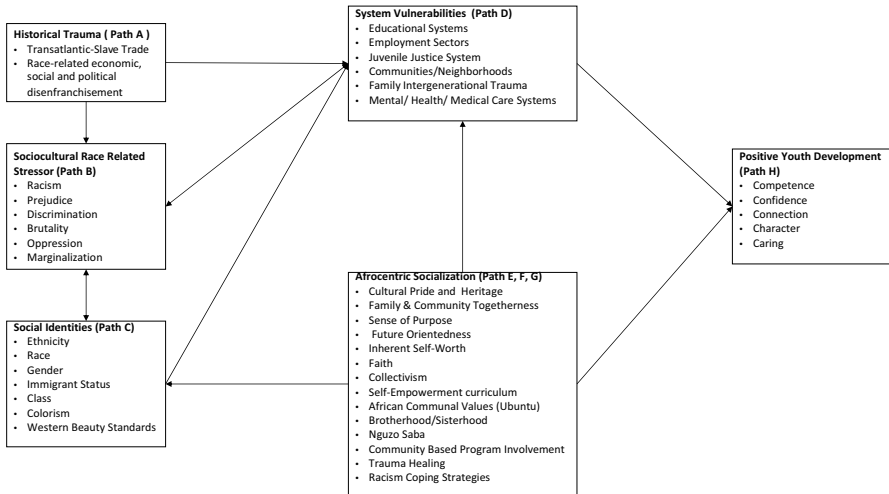 Historical Trauma ( Path A )
• Transatlantic-Slave Trade
• Race-related economic,
social and political
disenfranchisement
Sociocultural Race Related
Stressor (Path B)
• Racism
• Prejudice
• Discrimination
• Brutality
• Oppression
• Marginalization
Social Identities (Path C)
• Ethnicity
• Race
• Gender
• Immigrant Status
• Class
• Colorism
• Western Beauty Standards
System Vulnerabilities (Path D)
• Educational Systems
• Employment Sectors
• Juvenile Justice System
• Communities/Neighborhoods
• Family Intergenerational Trauma
• Mental/ Health/ Medical Care Systems
Afrocentric Socialization (Path E, F, G)
• Cultural Pride and Heritage
• Family & Community Togetherness
• Sense of Purpose
• Future Orientedness
• Inherent Self-Worth
• Faith
• Collectivism
• Self-Empowerment curriculum
• African Communal Values (Ubuntu)
• Brotherhood/Sisterhood
• Nguzo Saba
• Community Based Program Involvement
• Trauma Healing
• Racism Coping Strategies
Positive Youth Development
(Path H)
• Competence
• Confidence
• Connection
• Character
• Caring